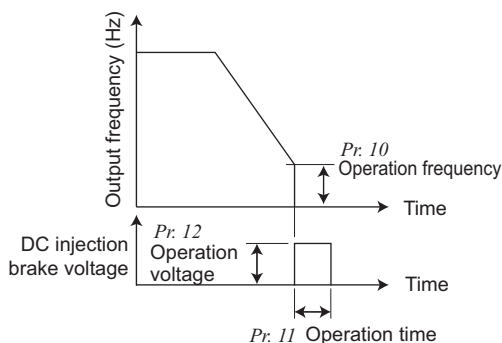 Output frequency (Hz)
Pr. 10
Operation frequency
Time
DC injection
brake voltage
Pr. 12
Operation
voltage
Time
Pr. 11 Operation time